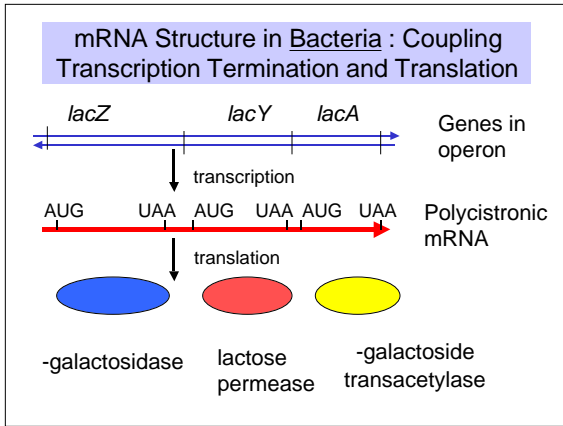 mRNA Structure in Bacteria : Coupling
Transcription Termination and Translation
lacZ lacY lacA
Genes in
operon
transcription
AUG UAA AUG UAA AUG UAA
Polycistronic
mRNA
translation
-galactosidase
lactose
permease
-galactoside
transacetylase